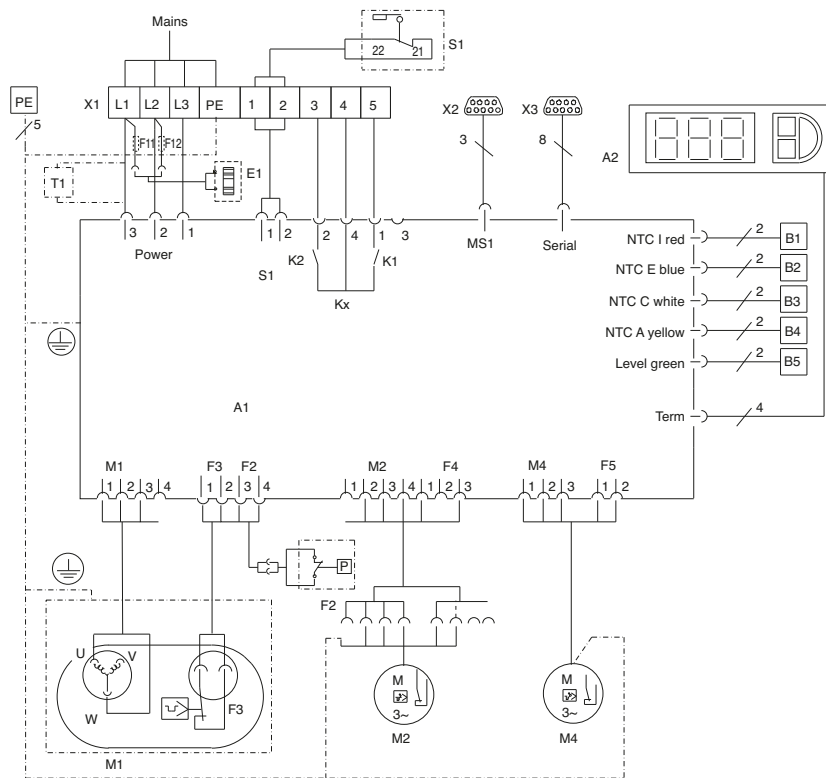 Mains
22 21 S1
PE
X1 L1 L2 L3 PE 1 2 3 4 5
X2 X3
5
F11 F12
E1
3 8
A2
T1
3 2 1
1 2
2 4 1 3
MS1 Serial
Power
S1
K2 K1
Kx
NTC I red 2 B1
NTC E blue 2 B2
NTC C white 2 B3
NTC A yellow 2 B4
Level green 2 B5
A1
Term 4
M1 F3 F2 M2 F4 M4 F5
1 2 3 4 1 2 3 4 1 2 3 4 1 2 3 1 2 3 1 2
P
F2
U V
W
F3
M
3~
M
3~
M1
M2
M4